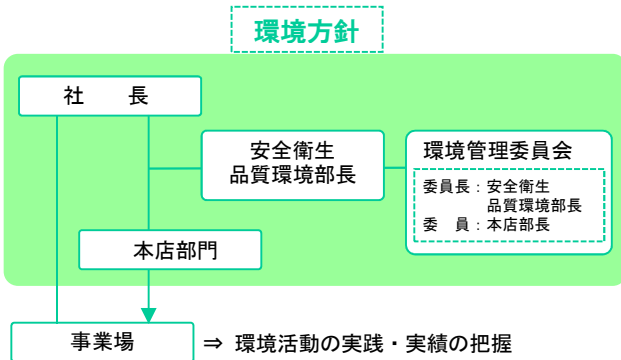 環境方針
社　　長
安全衛生
品質環境部長
環境管理委員会
委員長：安全衛生
品質環境部長
委　員：本店部長
本店部門
事業場
⇒ 環境活動の実践・実績の把握